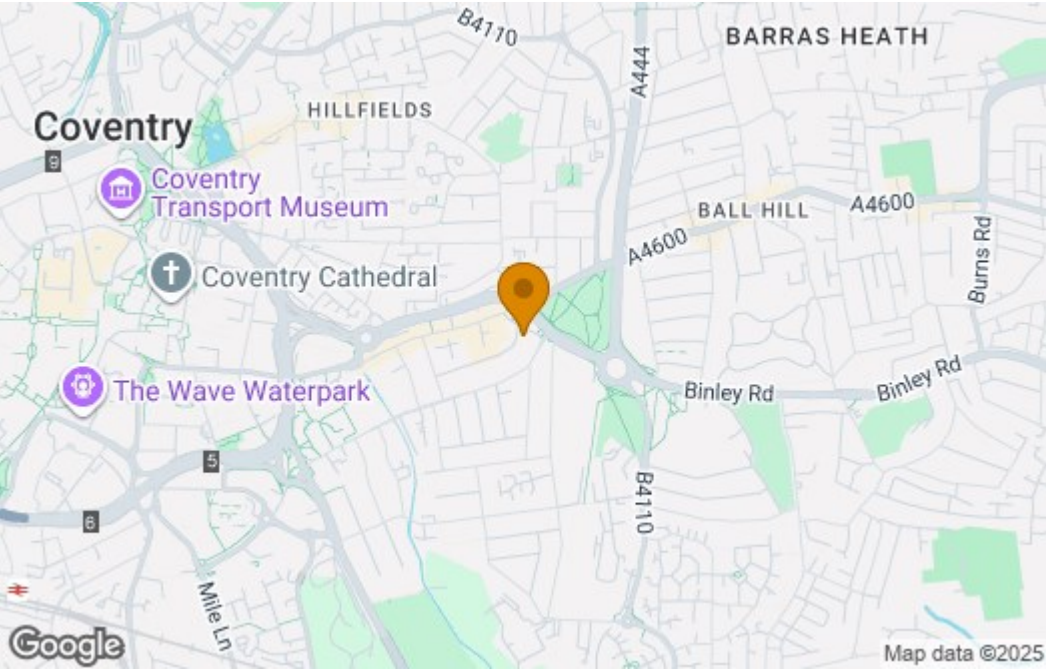 B4110
BARRAS HEATH
A444
HILLFIELDS
Coventry
9
Coventry
Transport Museum
BALL HILL
A4600
A4600
Burns Rd
Coventry Cathedral
The Wave Waterpark
Binley Rd
Binley Rd
5
B4110
6
Mile Ln
Google
Map data ©2025